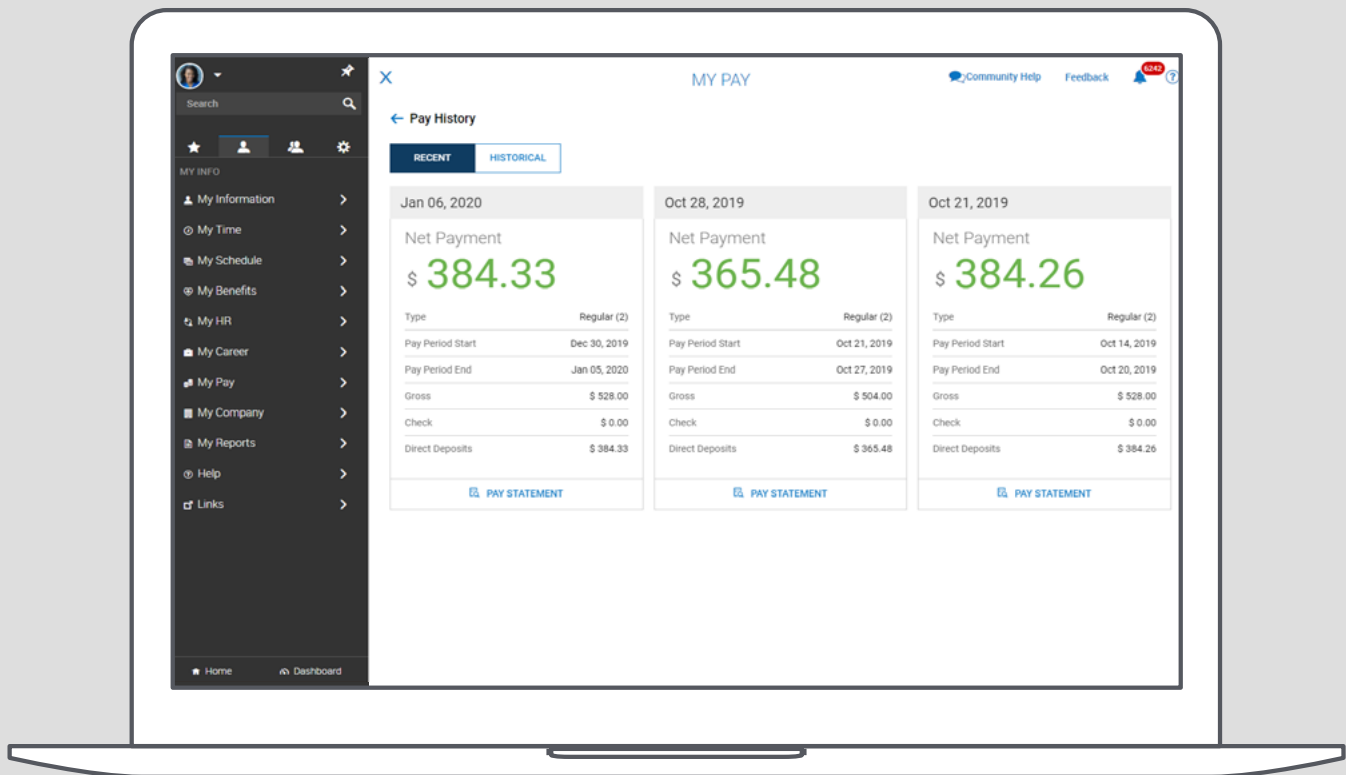 Search
MY INFO
My Information
My Time
My Schedule
My Benefits
My HR
My Career
My Pay
My Company
My Reports
Help
Links
Home Dashboard
MY PAY
Community Help Feedback 6242 ?
Pay History
RECENT HISTORICAL
Jan 06, 2020
Net Payment
$ 384.33
Type Regular (2)
Pay Period Start Dec 30, 2019
Pay Period End Jan 05, 2020
Gross $ 528.00
Check $ 0.00
Direct Deposits $ 384.33
PAY STATEMENT
Oct 28, 2019
Net Payment
$ 365.48
Type Regular (2)
Pay Period Start Oct 21, 2019
Pay Period End Oct 27, 2019
Gross $ 504.00
Check $ 0.00
Direct Deposits $ 365.48
PAY STATEMENT
Oct 21, 2019
Net Payment
$ 384.26
Type Regular (2)
Pay Period Start Oct 14, 2019
Pay Period End Oct 20, 2019
Gross $ 528.00
Check $ 0.00
Direct Deposits $ 384.26
PAY STATEMENT